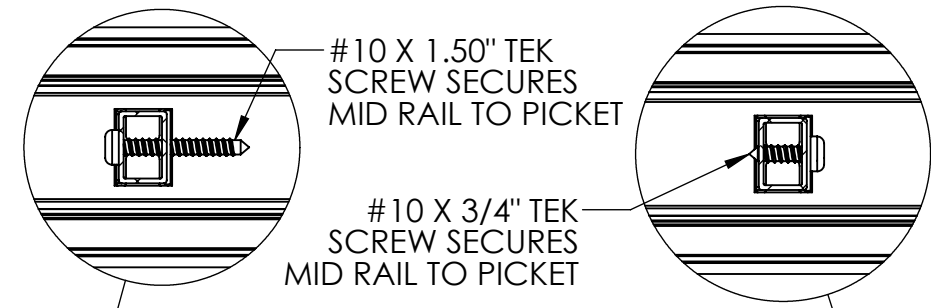 #10 X 1.50" TEK
SCREW SECURES
MID RAIL TO PICKET
#10 X 3/4" TEK
SCREW SECURES
MID RAIL TO PICKET